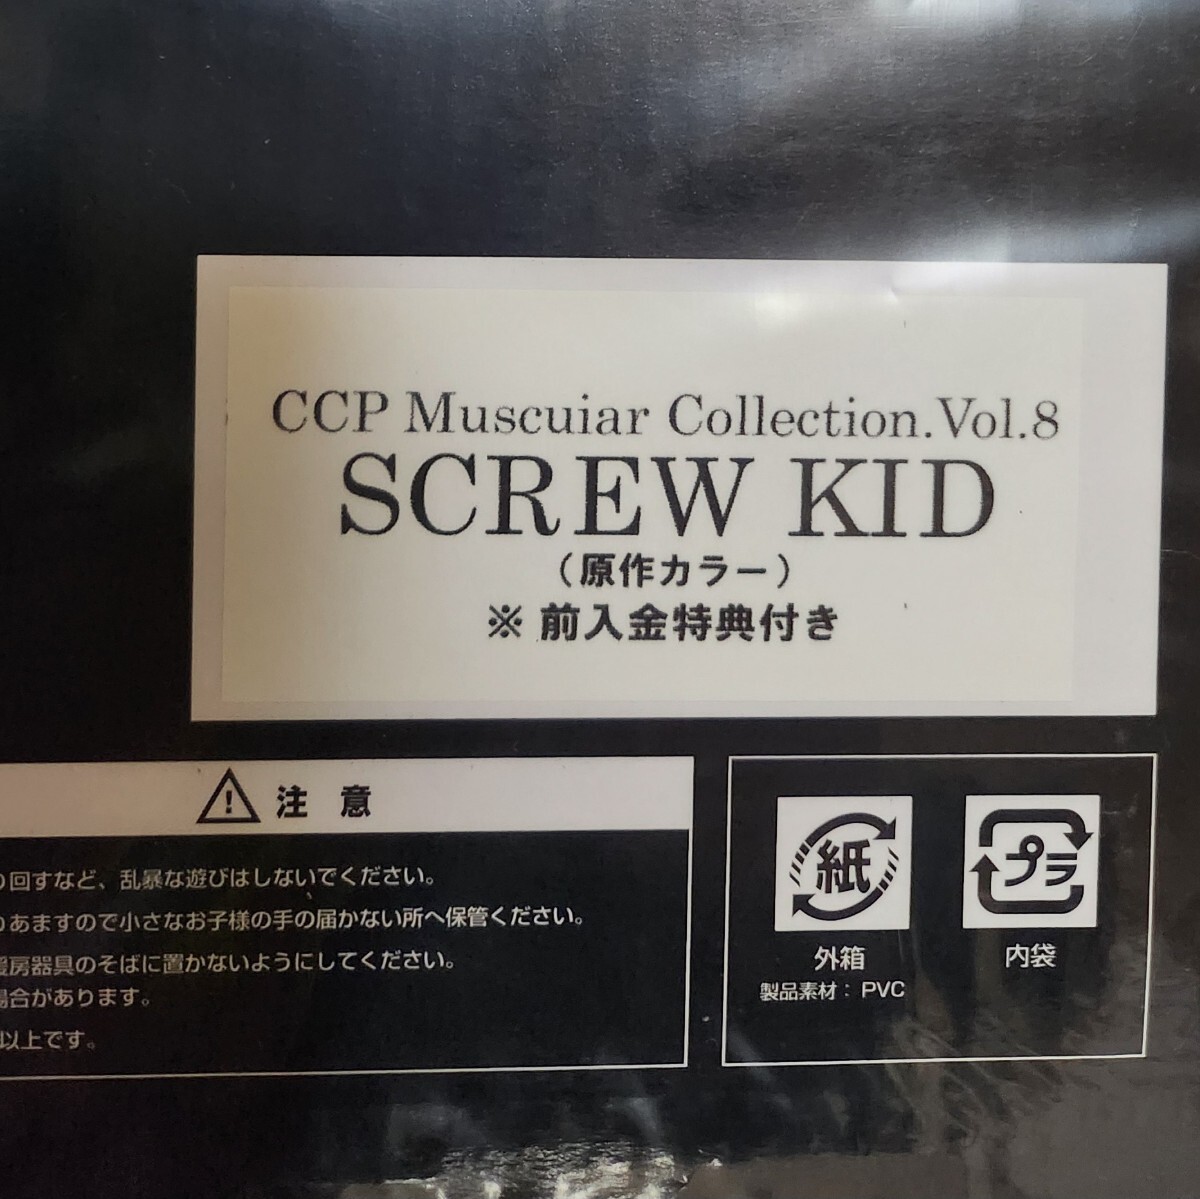 CCP Muscuiar Collection.Vol.8
SCREW KID
（原作カラー）
※ 前入金特典付き
注 意
回すなど、乱暴な遊びはしないでください。
あますので小さなお子様の手の届かない所へ保管ください。
暖房器具のそばに置かないようにしてください。
場合があります。
以上です。
紙
外箱
製品素材： PVC
プラ
内袋